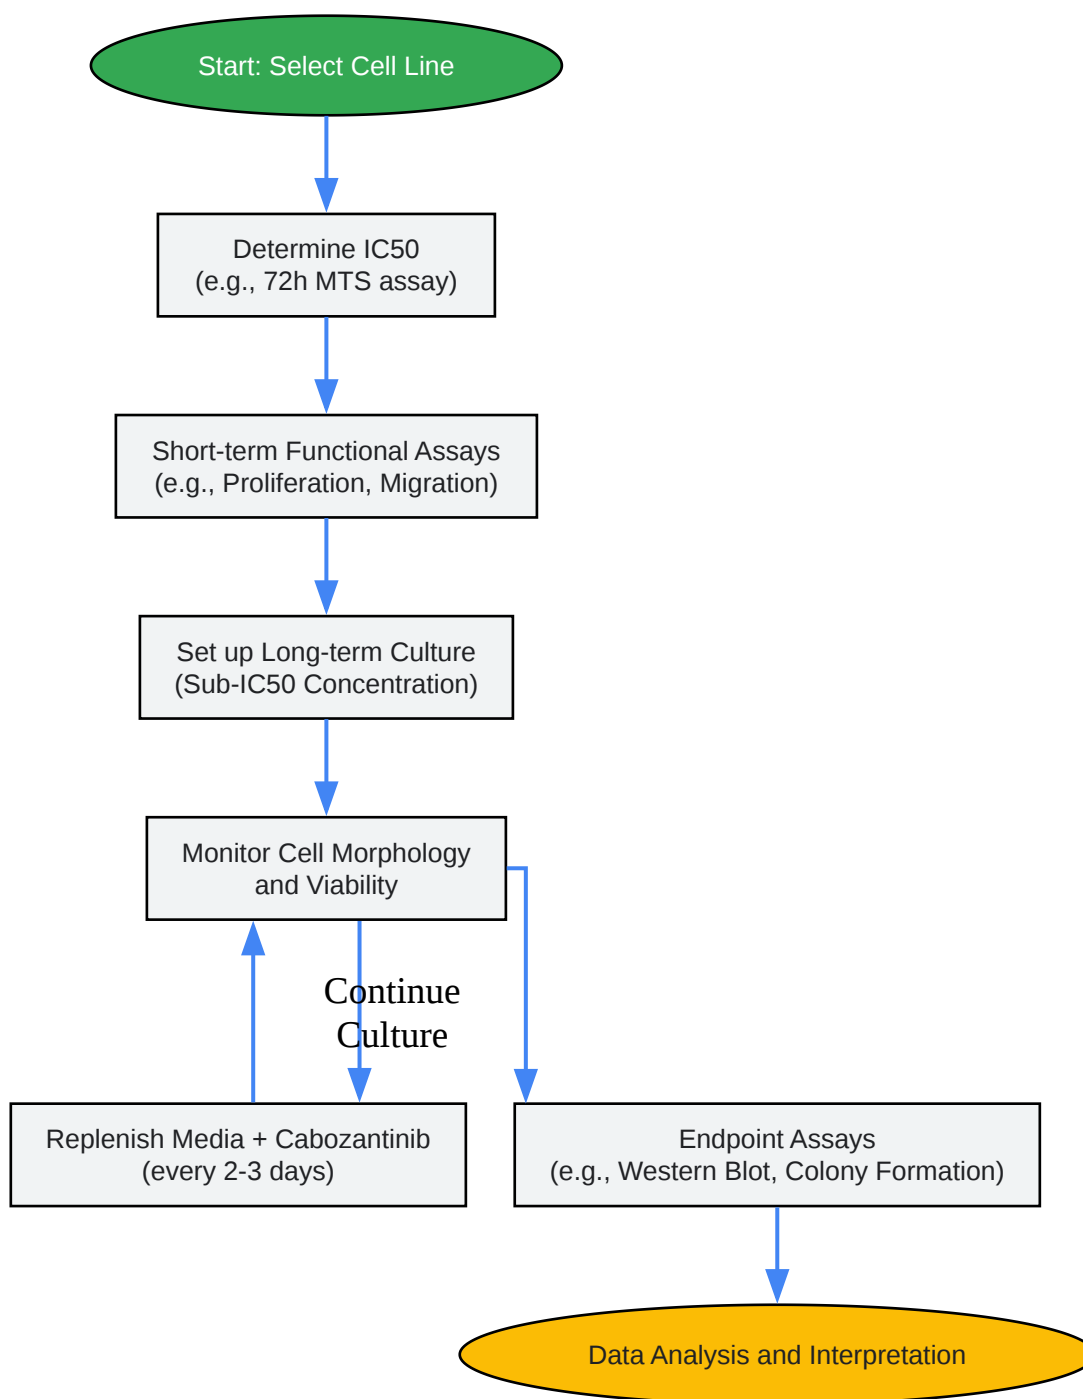 Start: Select Cell Line
Determine IC50
(e.g., 72h MTS assay)
Short-term Functional Assays
(e.g., Proliferation, Migration)
Set up Long-term Culture
(Sub-IC50 Concentration)
Monitor Cell Morphology
and Viability
Continue
Culture
Replenish Media + Cabozantinib
(every 2-3 days)
Endpoint Assays
(e.g., Western Blot, Colony Formation)
Data Analysis and Interpretation